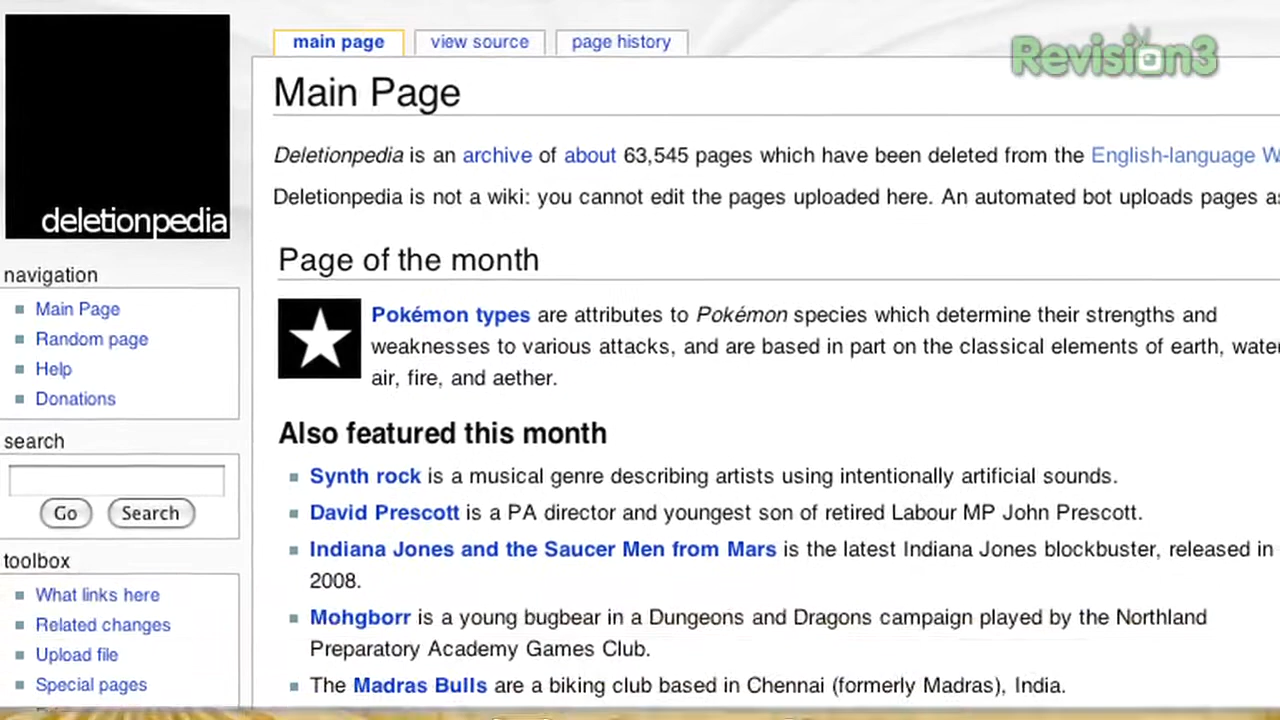 main page
view source
page history
Revision3
Main Page
Deletionpedia is an archive of about 63,545 pages which have been deleted from the English-language
Deletionpedia is not a wiki: you cannot edit the pages uploaded here. An automated bot uploads pages
Page of the month
Pokémon types are attributes to Pokémon species which determine their strengths and
weaknesses to various attacks, and are based in part on the classical elements of earth,
air, fire, and aether.
Also featured this month
Synth rock is a musical genre describing artists using intentionally artificial sounds.
David Prescott is a PA director and youngest son of retired Labour MP John Prescott.
Indiana Jones and the Saucer Men from Mars is the latest Indiana Jones blockbuster, released in
2008.
Mohgborr is a young bugbear in a Dungeons and Dragons campaign played by the Northland
Preparatory Academy Games Club.
The Madras Bulls are a biking club based in Chennai (formerly Madras), India.
deletionpedia
navigation
Main Page
Random page
Help
Donations
search
Go
Search
toolbox
What links here
Related changes
Upload file
Special pages